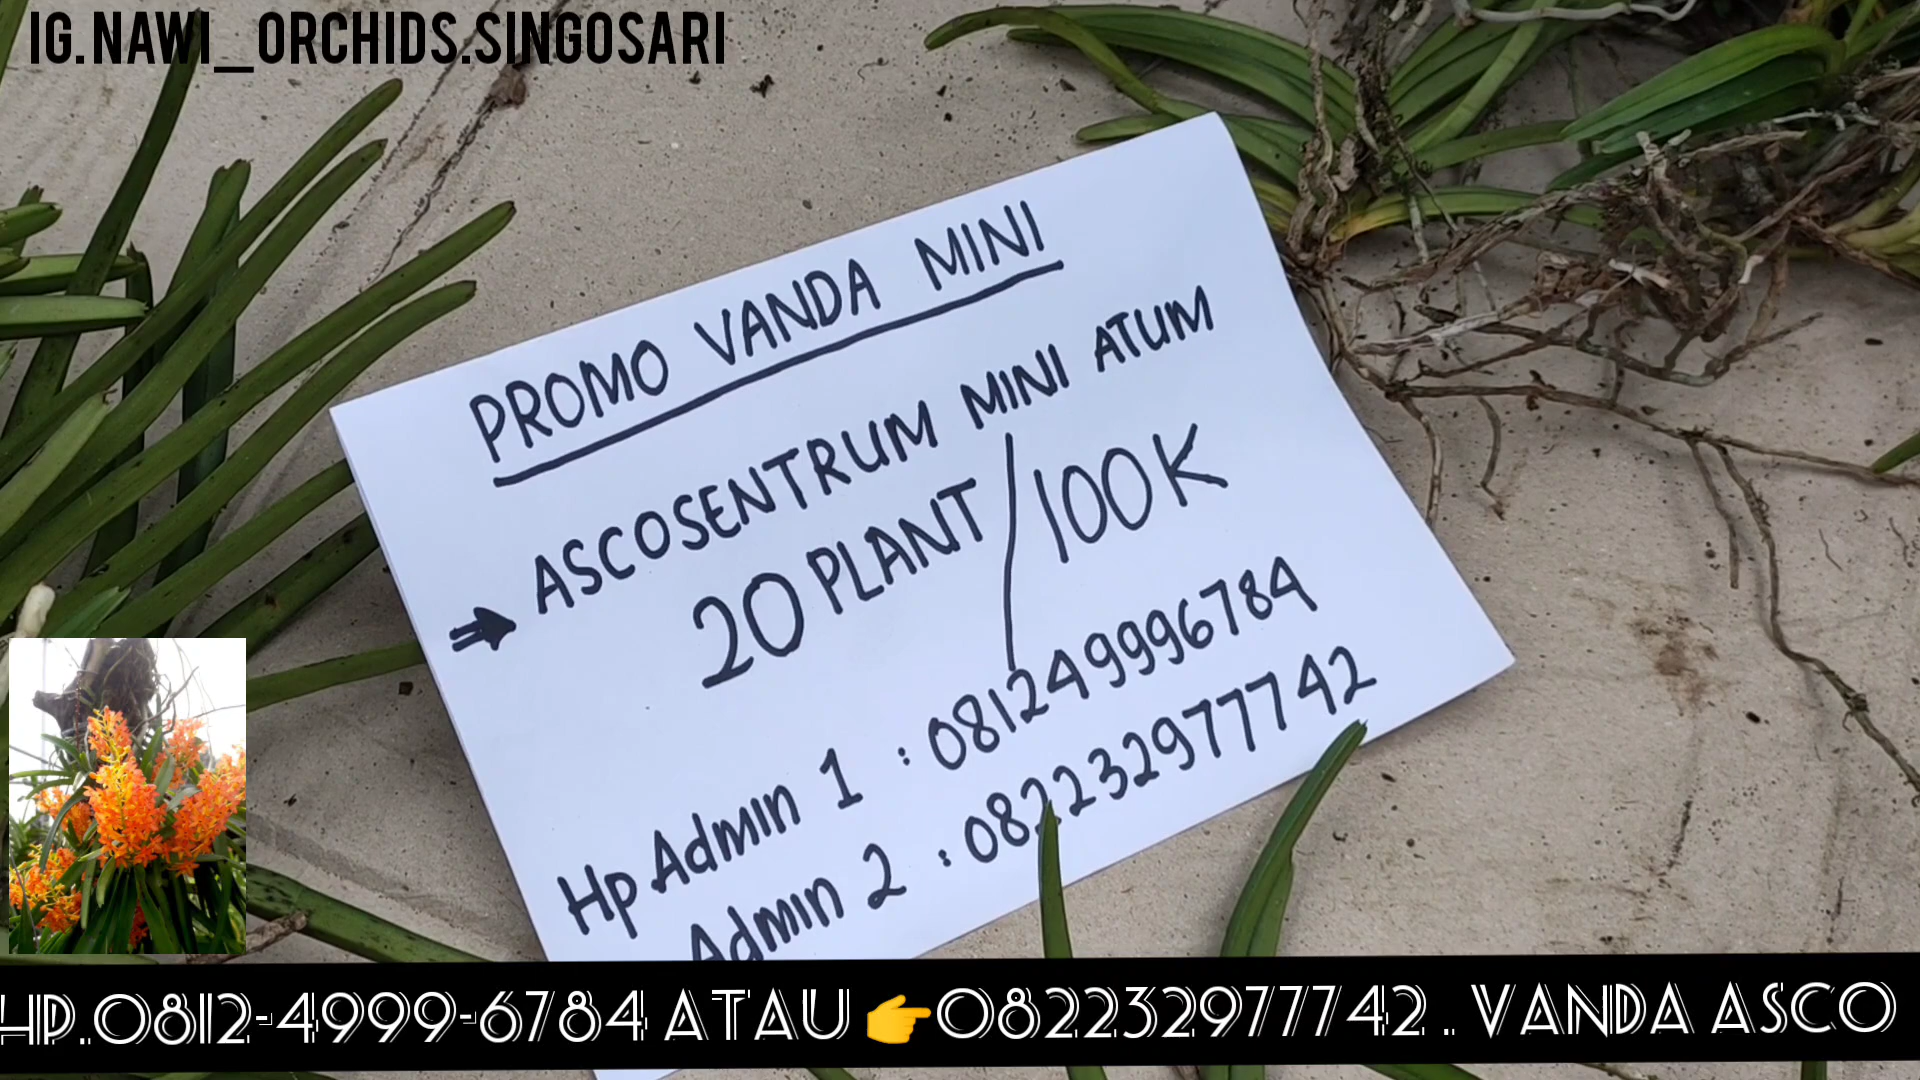 IG.NAWI_ORCHIDS.SINGOSARI
PROMO VANDA MINI
ASCOSENTRUM MINI ATUM
20 PLANT / 100 K
Hp Admin 1 : 081249996784
Admin 2 : 082232977742
HP.0812-4999-6784 ATAU 👉082232977742 . VANDA ASCO